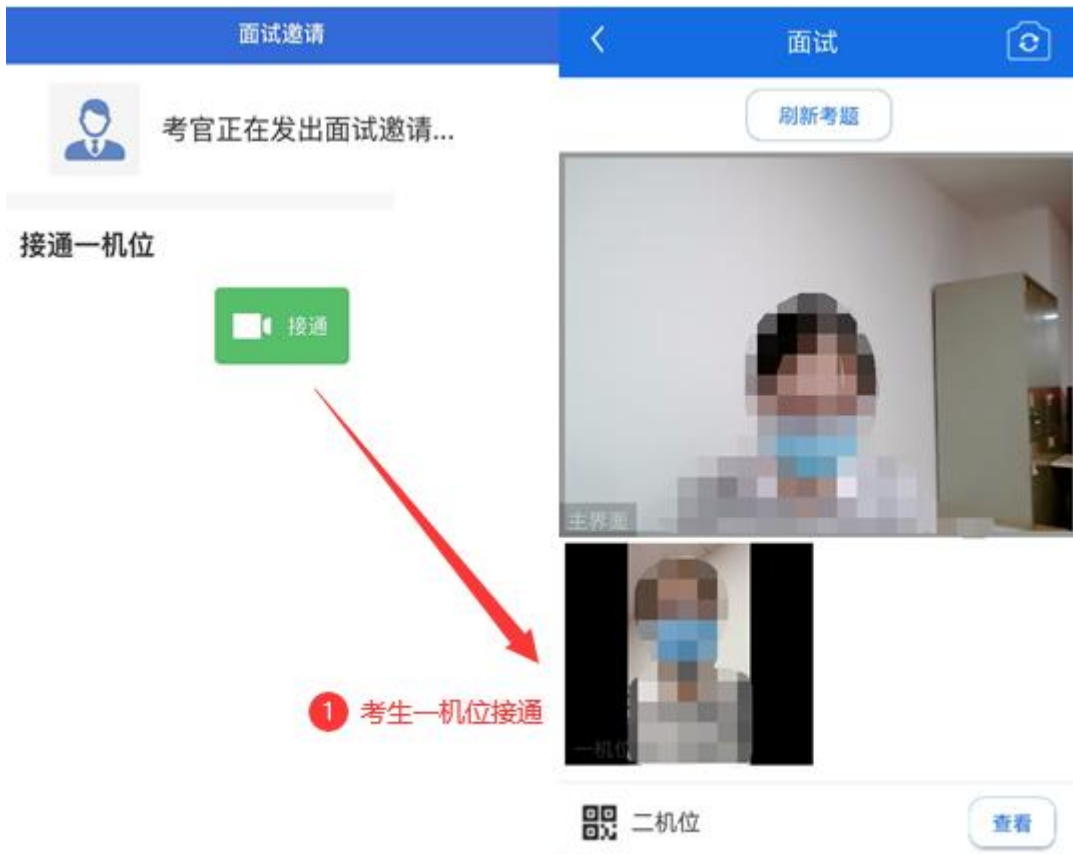 面试邀请
考官正在发出面试邀请...
接通一机位
接通
1 考生一机位接通
面试
刷新考题
主界面
一机位
二机位
查看